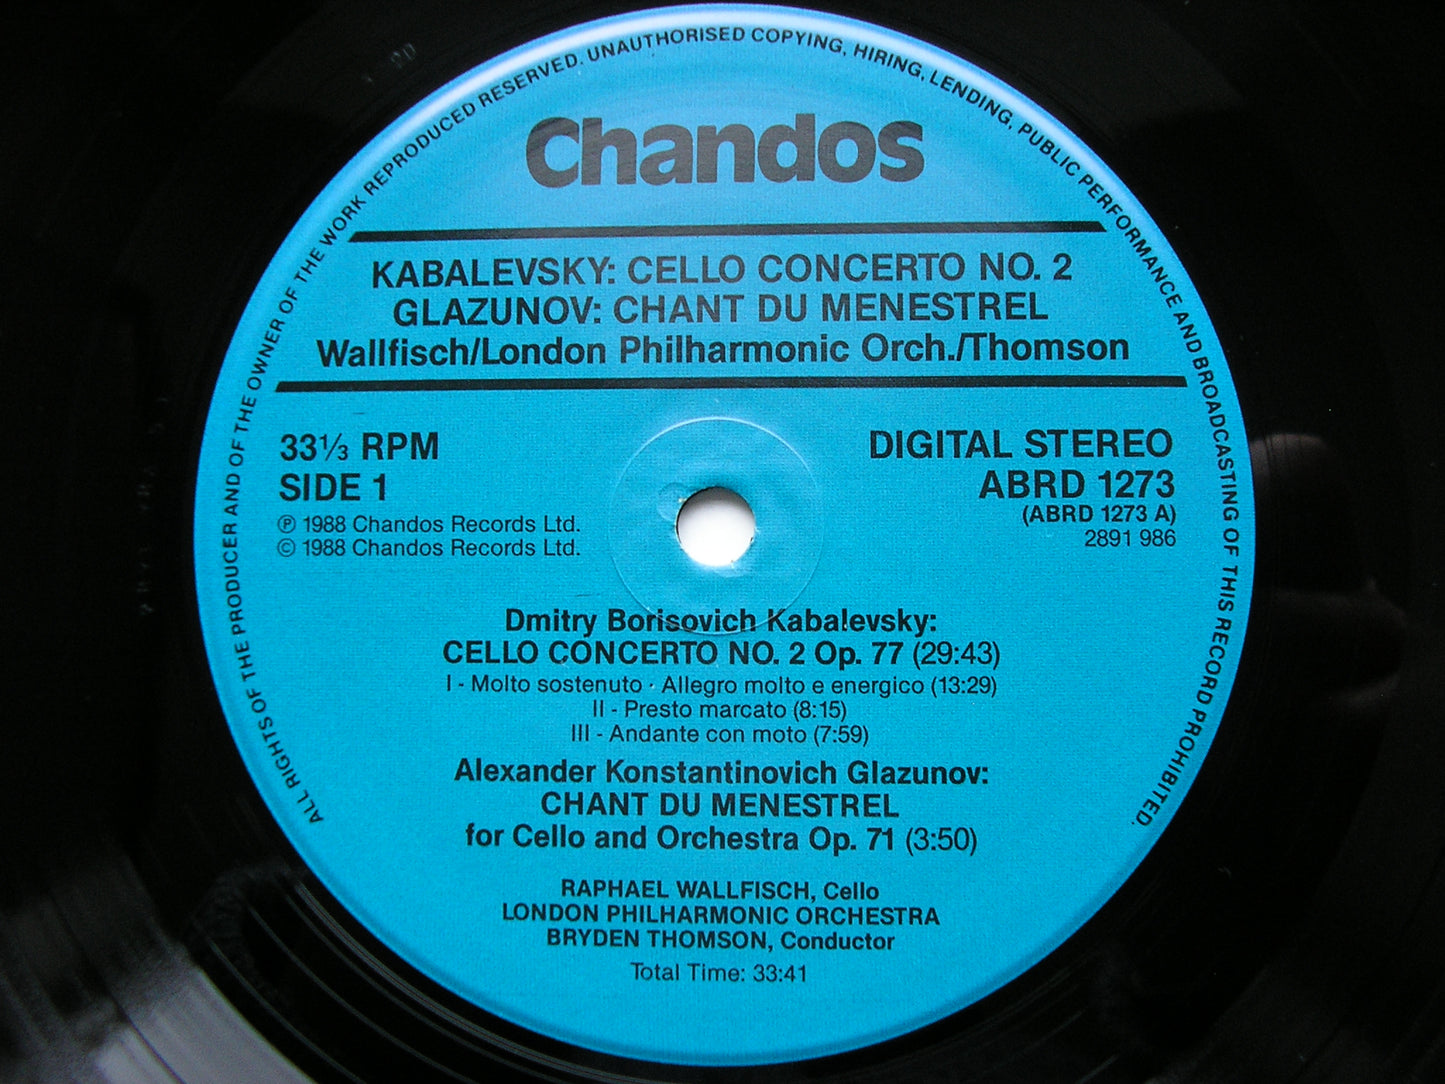 ALL RIGHTS OF THE PRODUCER AND OF THE OWNER OF THE WORK REPRODUCED RESERVED. UNAUTHORISED COPYING, HIRING, LENDING, PUBLIC PERFORMANCE AND BROADCASTING OF THIS RECORD PROHIBITED.
Chandos
KABALEVSKY: CELLO CONCERTO NO. 2
GLAZUNOV: CHANT DU MENESTREL
Wallfisch/London Philharmonic Orch./Thomson
33⅓ RPM
SIDE 1
℗ 1988 Chandos Records Ltd.
© 1988 Chandos Records Ltd.
DIGITAL STEREO
ABRD 1273
(ABRD 1273 A)
2891 986
Dmitry Borisovich Kabalevsky:
CELLO CONCERTO NO. 2 Op. 77 (29:43)
I - Molto sostenuto · Allegro molto e energico (13:29)
II - Presto marcato (8:15)
III - Andante con moto (7:59)
Alexander Konstantinovich Glazunov:
CHANT DU MENESTREL
for Cello and Orchestra Op. 71 (3:50)
RAPHAEL WALLFISCH, Cello
LONDON PHILHARMONIC ORCHESTRA
BRYDEN THOMSON, Conductor
Total Time: 33:41